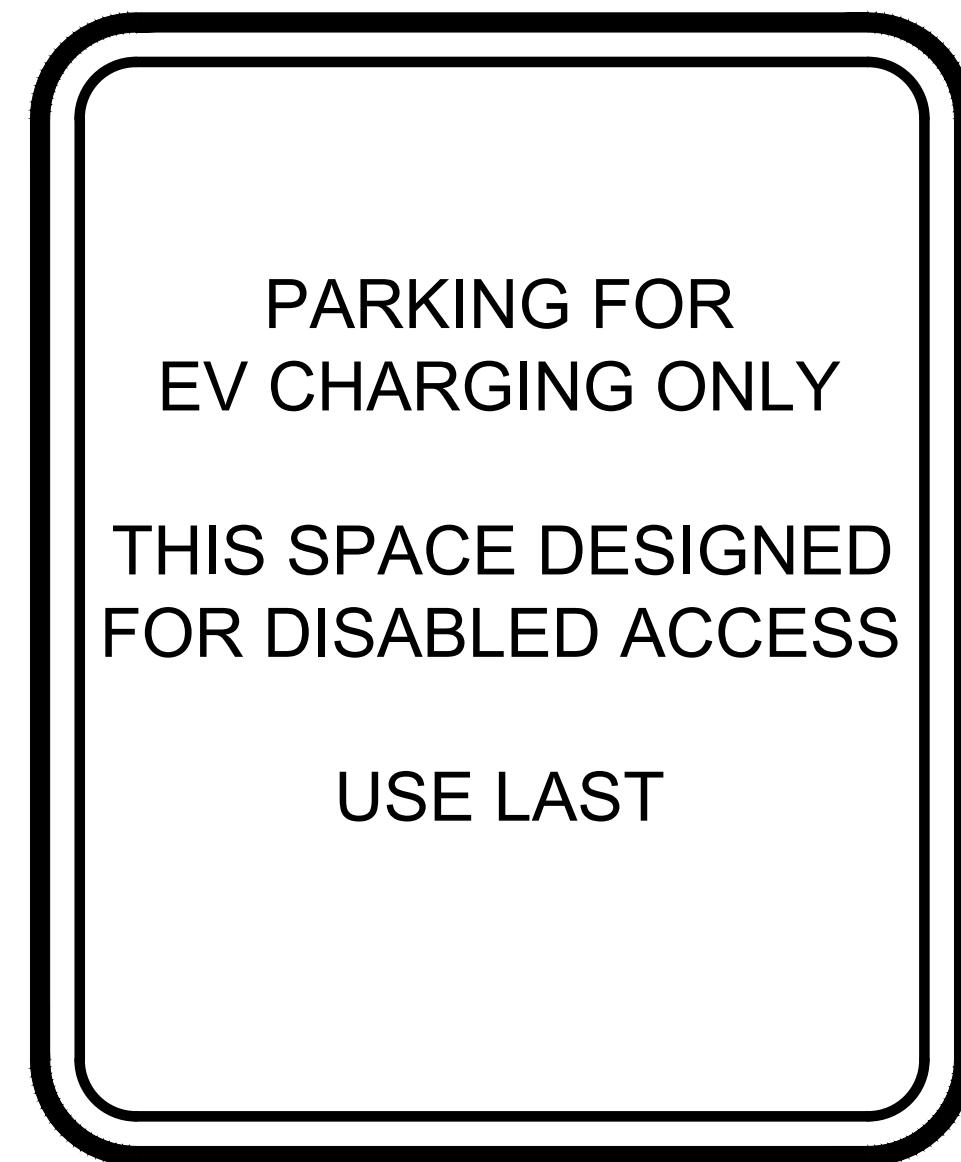 PARKING FOR
EV CHARGING ONLY
THIS SPACE DESIGNED
FOR DISABLED ACCESS
USE LAST